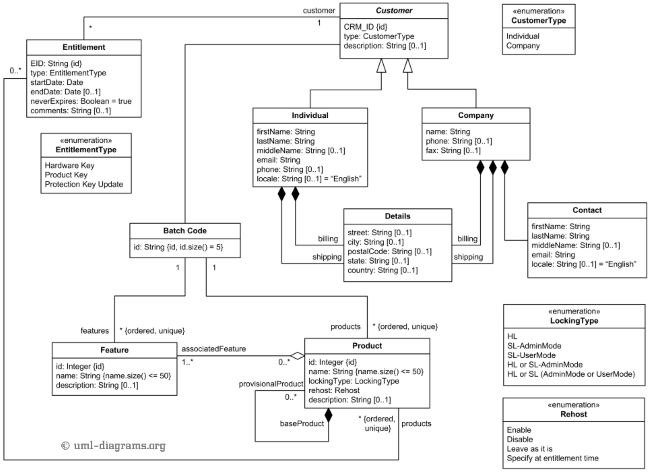 customer
*
1
Customer
CRM_ID {id}
type: CustomerType
description: String [0..1]
«enumeration»
CustomerType
Individual
Company
Entitlement
EID: String {id}
type: EntitlementType
startDate: Date
endDate: Date [0..1]
neverExpires: Boolean = true
comments: String [0..1]
0..*
«enumeration»
EntitlementType
Hardware Key
Product Key
Protection Key Update
Individual
firstName: String
lastName: String
middleName: String [0..1]
email: String
phone: String [0..1]
locale: String [0..1] = “English”
Company
name: String
phone: String [0..1]
fax: String [0..1]
Batch Code
id: String {id, id.size() = 5}
1
1
Details
street: String [0..1]
city: String [0..1]
postalCode: String [0..1]
state: String [0..1]
country: String [0..1]
billing
shipping
billing
shipping
Contact
firstName: String
lastName: String
middleName: String [0..1]
email: String
locale: String [0..1] = “English”
features
* {ordered, unique}
products
* {ordered, unique}
Feature
id: Integer {id}
name: String {name.size() <= 50}
description: String [0..1]
associatedFeature
1..*
0..*
Product
id: Integer {id}
name: String {name.size() <= 50}
lockingType: LockingType
rehost: Rehost
description: String [0..1]
provisionalProduct
0..*
baseProduct
* {ordered,
unique}
products
«enumeration»
LockingType
HL
SL-AdminMode
SL-UserMode
HL or SL-AdminMode
HL or SL (AdminMode or UserMode)
«enumeration»
Rehost
Enable
Disable
Leave as it is
Specify at entitlement time
© uml-diagrams.org